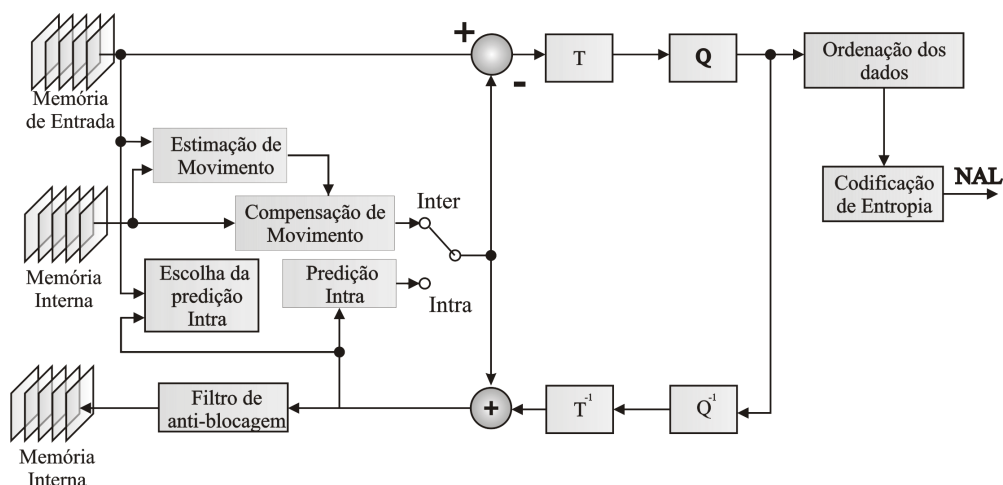 +
-
T
Q
Ordenação dos
dados
Memória
de Entrada
Estimação de
Movimento
Codificação
de Entropia
NAL
Compensação de
Movimento
Inter
Memória
Interna
Escolha da
predição
Intra
Predição
Intra
Intra
Filtro de
anti-blocagem
+
T-1
Q-1
Memória
Interna